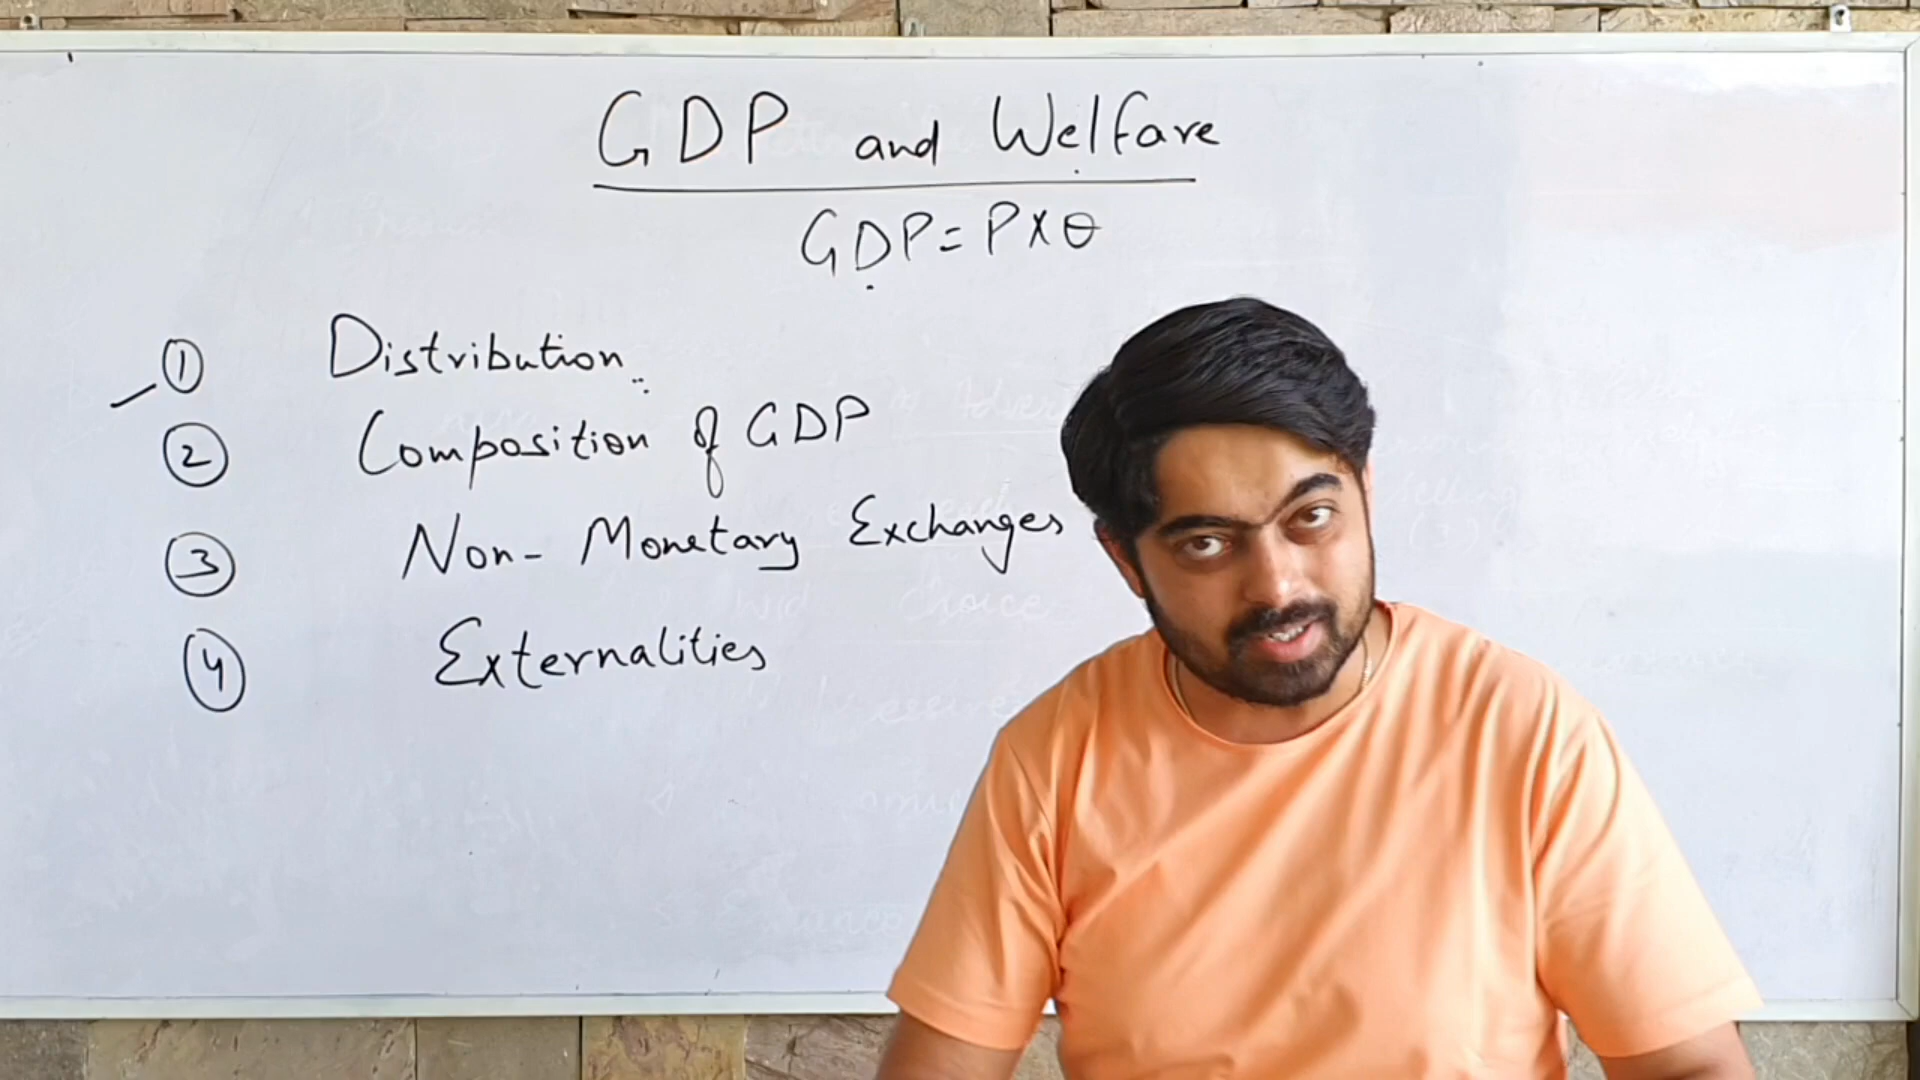 GDP and Welfare
GDP = P X Q
① Distribution
② Composition of GDP
③ Non-Monetary Exchanges
④ Externalities